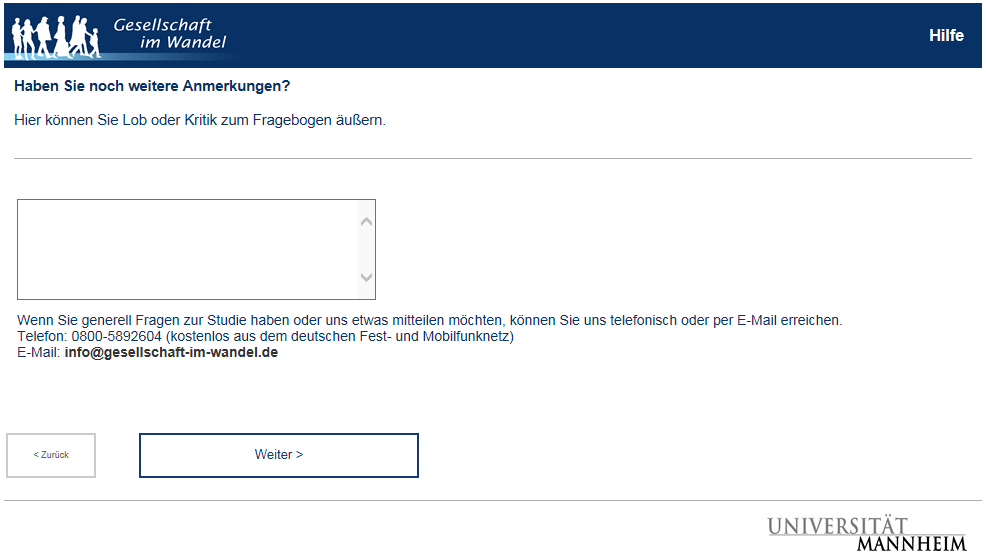 Gesellschaft
im Wandel
Hilfe
Haben Sie noch weitere Anmerkungen?
Hier können Sie Lob oder Kritik zum Fragebogen äußern.
Wenn Sie generell Fragen zur Studie haben oder uns etwas mitteilen möchten, können Sie uns telefonisch oder per E-Mail erreichen.
Telefon: 0800-5892604 (kostenlos aus dem deutschen Fest- und Mobilfunknetz)
E-Mail: info@gesellschaft-im-wandel.de
< Zurück
Weiter >
UNIVERSITÄT
MANNHEIM